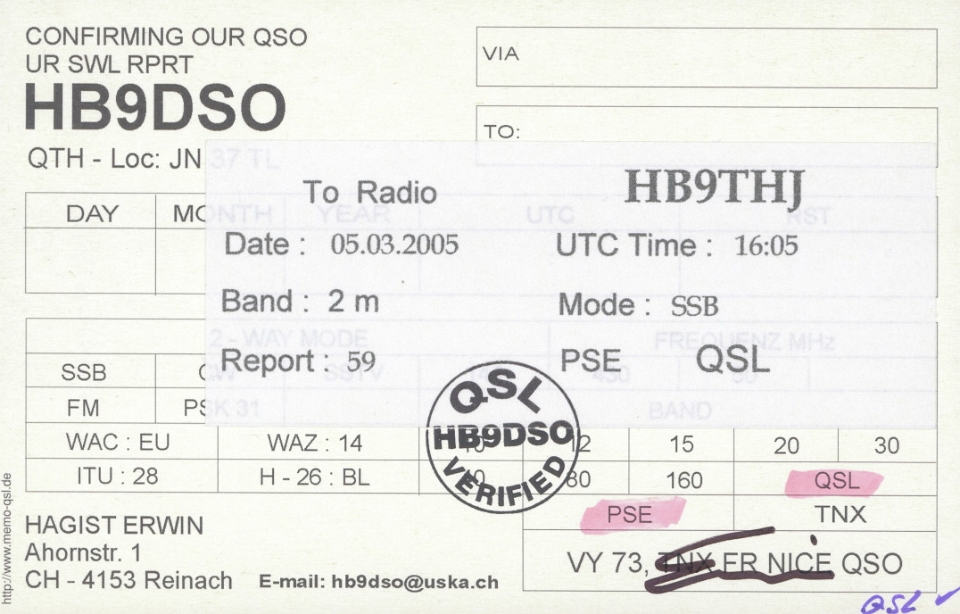 CONFIRMING OUR QSO
UR SWL RPRT
HB9DSO
QTH - Loc: JN 37 TL
VIA
TO:
To Radio HB9THJ
DAY MONTH YEAR UTC RST
Date : 05.03.2005 UTC Time : 16:05
Band : 2 m Mode : SSB
2 - WAY MODE FREQUENZ MHz
Report : 59 PSE QSL
SSB CW SSTV 430
FM PSK 31 BAND
WAC : EU WAZ : 14 10 12 15 20 30
ITU : 28 H - 26 : BL 80 160 QSL
QSL
HB9DSO
VERIFIED
PSE TNX
HAGIST ERWIN
Ahornstr. 1
CH - 4153 Reinach E-mail: hb9dso@uska.ch
VY 73, TNX FR NICE QSO
QSL ✓
http://www.memo-qsl.de